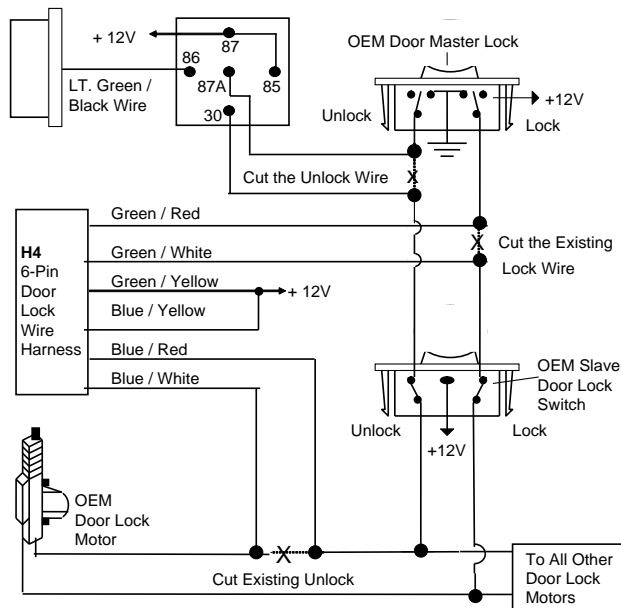 + 12V
87
86
87A
85
30
LT. Green /
Black Wire
OEM Door Master Lock
+12V
Unlock
Lock
X
Cut the Unlock Wire
Green / Red
X
Cut the Existing
Lock Wire
H4
6-Pin
Door
Lock
Wire
Harness
Green / White
Green / Yellow
+ 12V
Blue / Yellow
Blue / Red
Blue / White
OEM Slave
Door Lock
Switch
Unlock
Lock
+12V
OEM
Door Lock
Motor
X
Cut Existing Unlock
To All Other
Door Lock
Motors